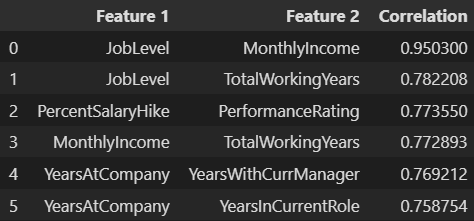 Feature 1 Feature 2 Correlation
0 JobLevel MonthlyIncome 0.950300
1 JobLevel TotalWorkingYears 0.782208
2 PercentSalaryHike PerformanceRating 0.773550
3 MonthlyIncome TotalWorkingYears 0.772893
4 YearsAtCompany YearsWithCurrManager 0.769212
5 YearsAtCompany YearsInCurrentRole 0.758754